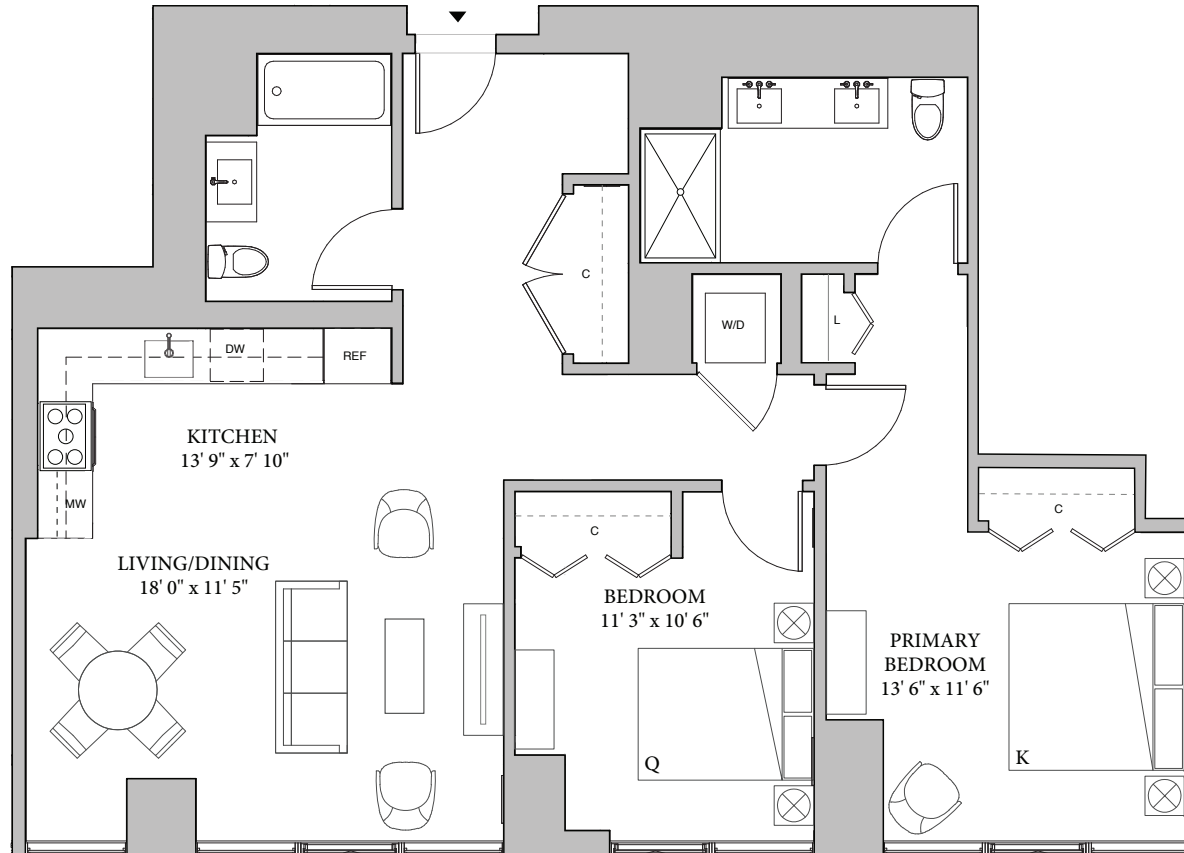 C
W/D
L
DW
REF
KITCHEN
13' 9" x 7' 10"
MW
C
C
LIVING/DINING
18' 0" x 11' 5"
BEDROOM
11' 3" x 10' 6"
PRIMARY
BEDROOM
13' 6" x 11' 6"
Q
K